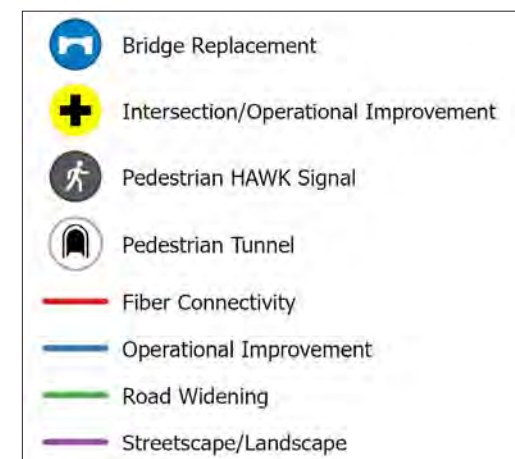 Bridge Replacement
Intersection/Operational Improvement
Pedestrian HAWK Signal
Pedestrian Tunnel
Fiber Connectivity
Operational Improvement
Road Widening
Streetscape/Landscape